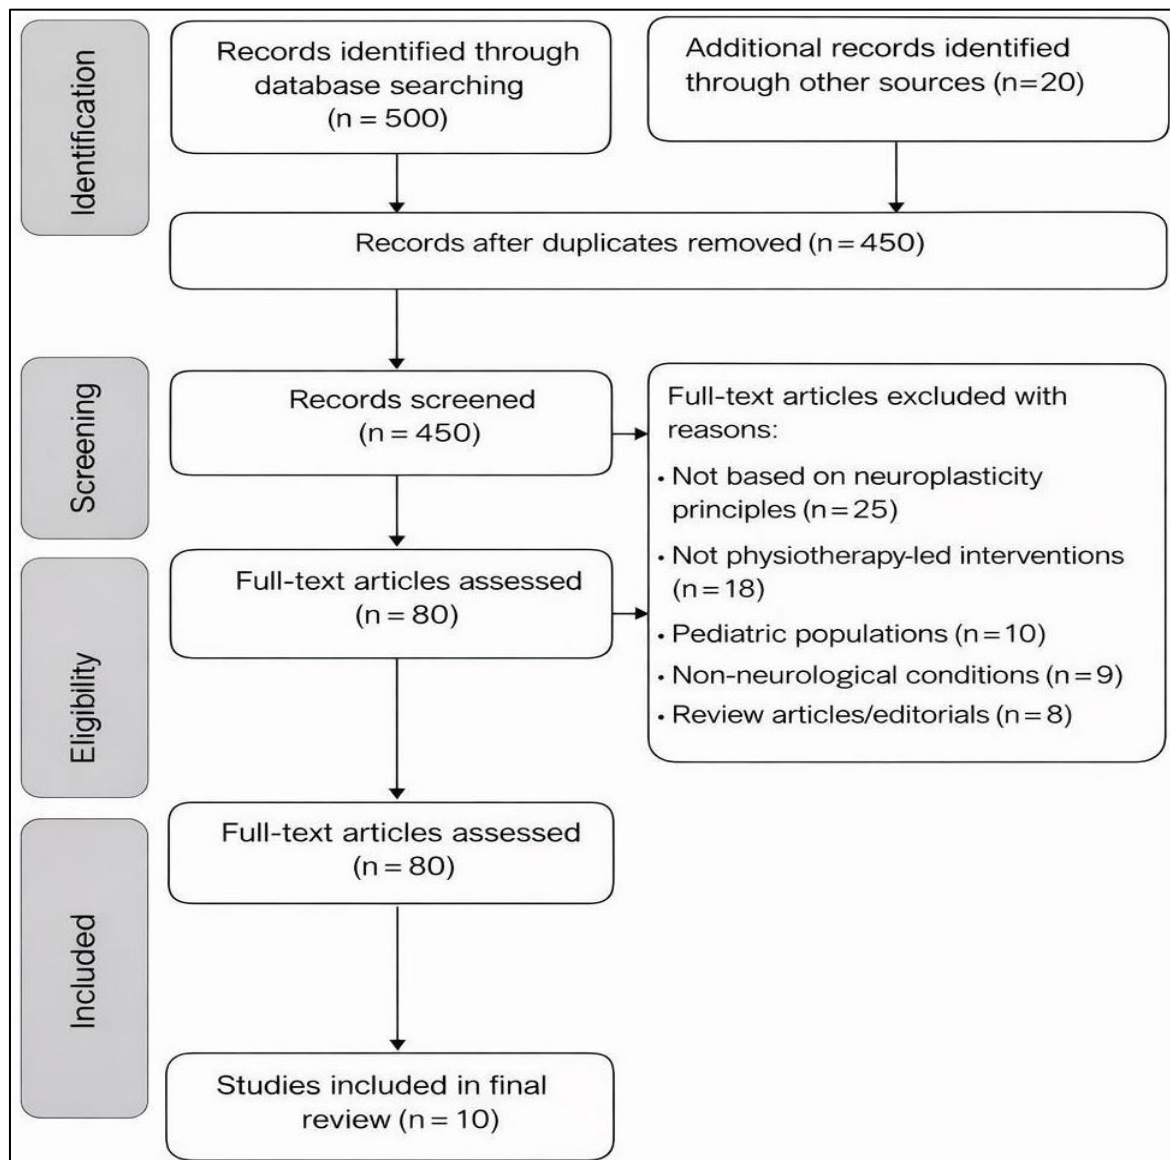 Identification
Records identified through
database searching
(n = 500)
Additional records identified
through other sources (n=20)
Records after duplicates removed (n = 450)
Screening
Records screened
(n = 450)
Full-text articles excluded with
reasons:
• Not based on neuroplasticity
principles (n = 25)
• Not physiotherapy-led interventions
(n = 18)
• Pediatric populations (n = 10)
• Non-neurological conditions (n = 9)
• Review articles/editorials (n = 8)
Eligibility
Full-text articles assessed
(n = 80)
Included
Full-text articles assessed
(n = 80)
Studies included in final
review (n = 10)